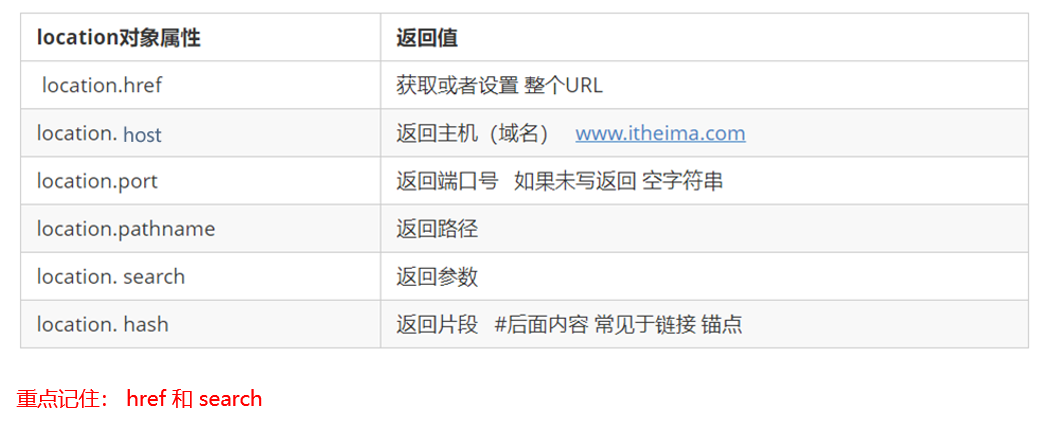 location对象属性 返回值
location.href 获取或者设置 整个URL
location. host 返回主机（域名） www.itheima.com
location.port 返回端口号 如果未写返回 空字符串
location.pathname 返回路径
location. search 返回参数
location. hash 返回片段 #后面内容 常见于链接 锚点
重点记住： href 和 search